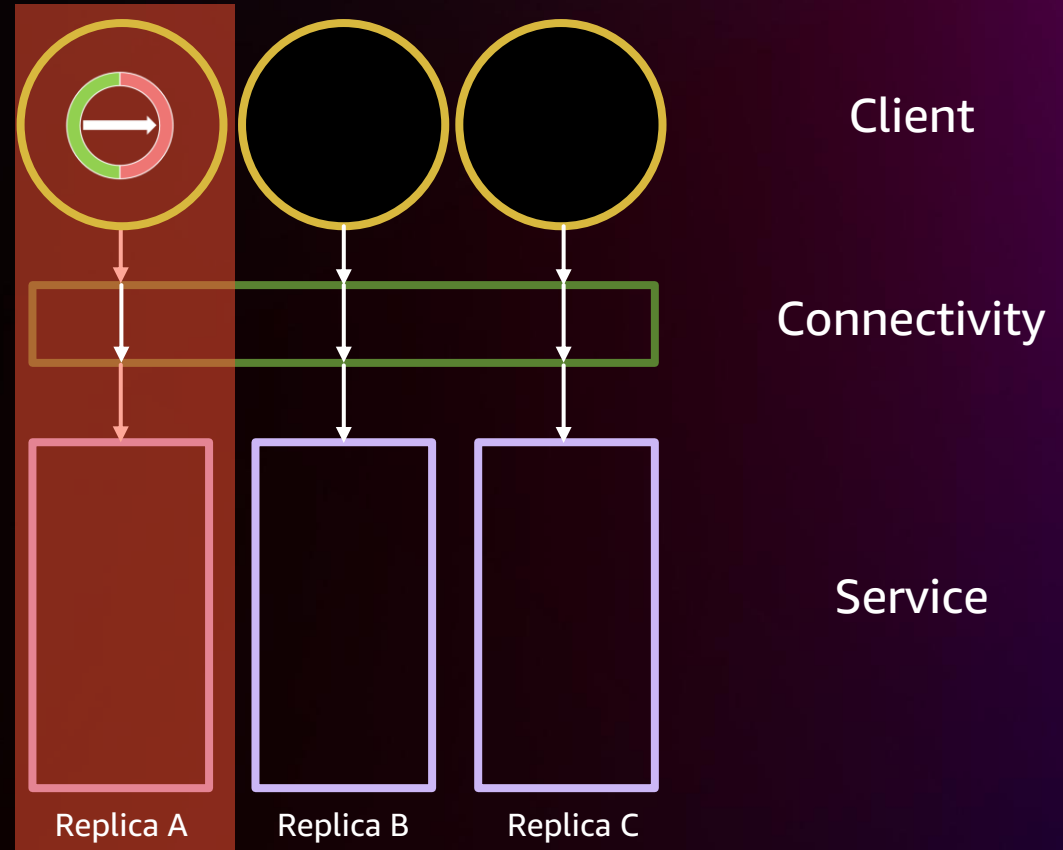 Client
Connectivity
Service
Replica A
Replica B
Replica C